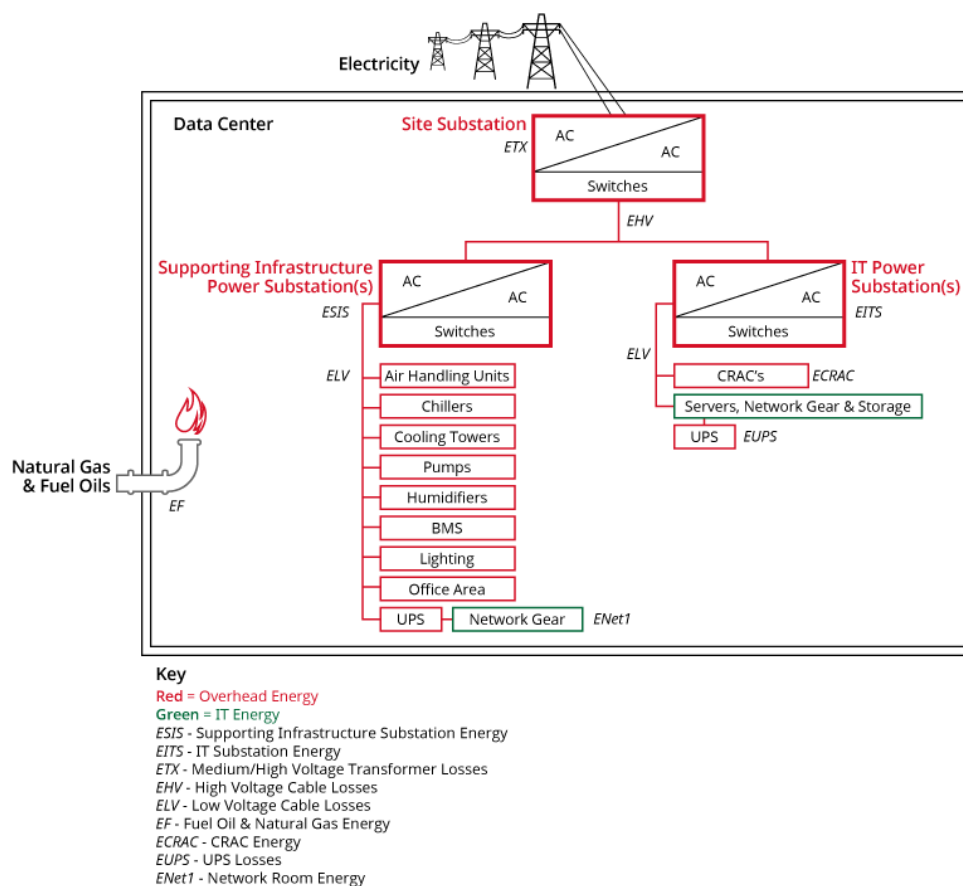 Electricity
Data Center
Site Substation
ETX
AC
AC
Switches
EHV
Supporting Infrastructure
Power Substation(s)
ESIS
AC
AC
Switches
IT Power
Substation(s)
EITS
AC
AC
Switches
ELV
Air Handling Units
Chillers
Cooling Towers
Pumps
Humidifiers
BMS
Lighting
Office Area
UPS
Network Gear
ENet1
ELV
CRAC's
ECRAC
Servers, Network Gear & Storage
UPS
EUPS
Natural Gas
& Fuel Oils
EF
Key
Red = Overhead Energy
Green = IT Energy
ESIS - Supporting Infrastructure Substation Energy
EITS - IT Substation Energy
ETX - Medium/High Voltage Transformer Losses
EHV - High Voltage Cable Losses
ELV - Low Voltage Cable Losses
EF - Fuel Oil & Natural Gas Energy
ECRAC - CRAC Energy
EUPS - UPS Losses
ENet1 - Network Room Energy